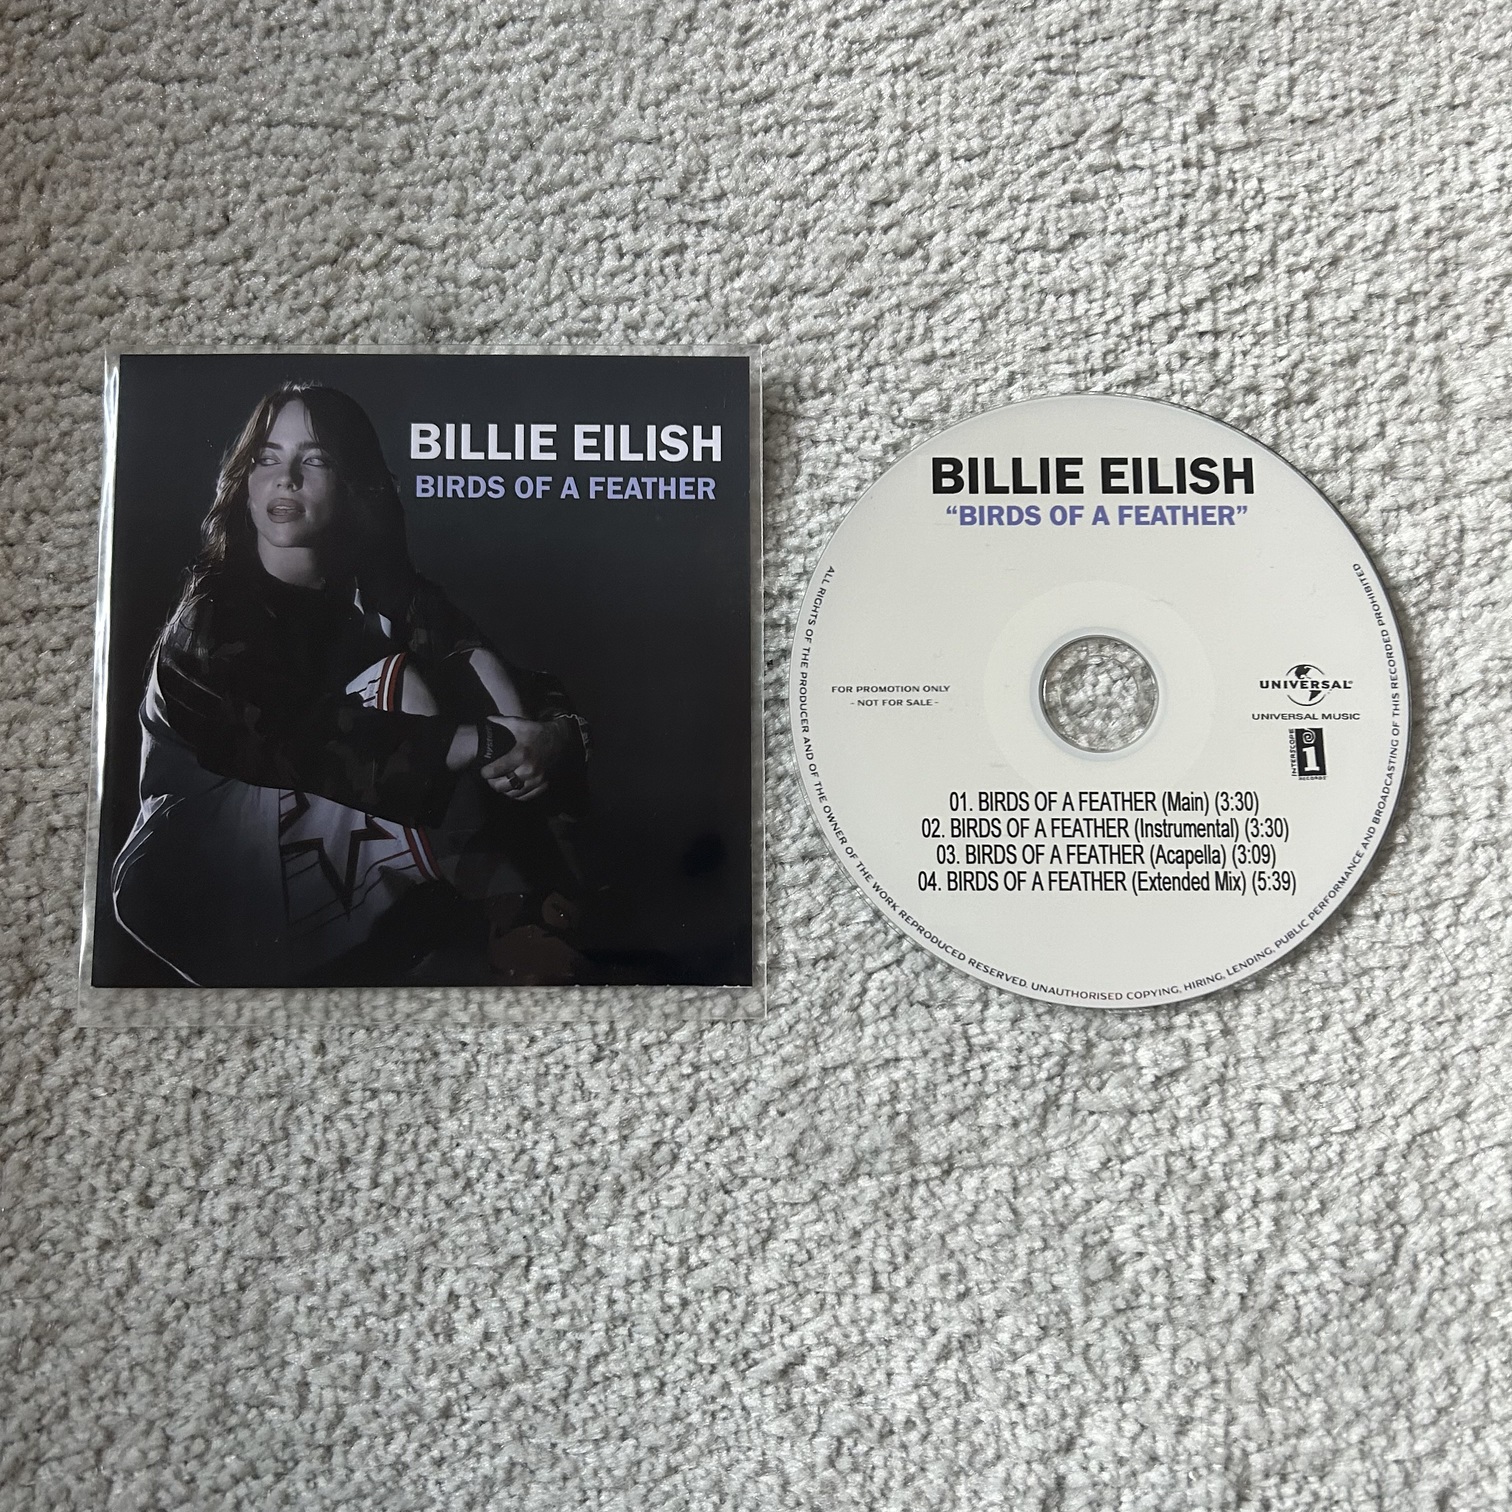 BILLIE EILISH
BIRDS OF A FEATHER
BILLIE EILISH
“BIRDS OF A FEATHER”
FOR PROMOTION ONLY
- NOT FOR SALE -
UNIVERSAL
UNIVERSAL MUSIC
INTERSCOPE
i
RECORDS
01. BIRDS OF A FEATHER (Main) (3:30)
02. BIRDS OF A FEATHER (Instrumental) (3:30)
03. BIRDS OF A FEATHER (Acapella) (3:09)
04. BIRDS OF A FEATHER (Extended Mix) (5:39)
ALL RIGHTS OF THE PRODUCER AND OF THE OWNER OF THE WORK REPRODUCED RESERVED. UNAUTHORISED COPYING, HIRING, LENDING, PUBLIC PERFORMANCE AND BROADCASTING OF THIS RECORDED PROHIBITED